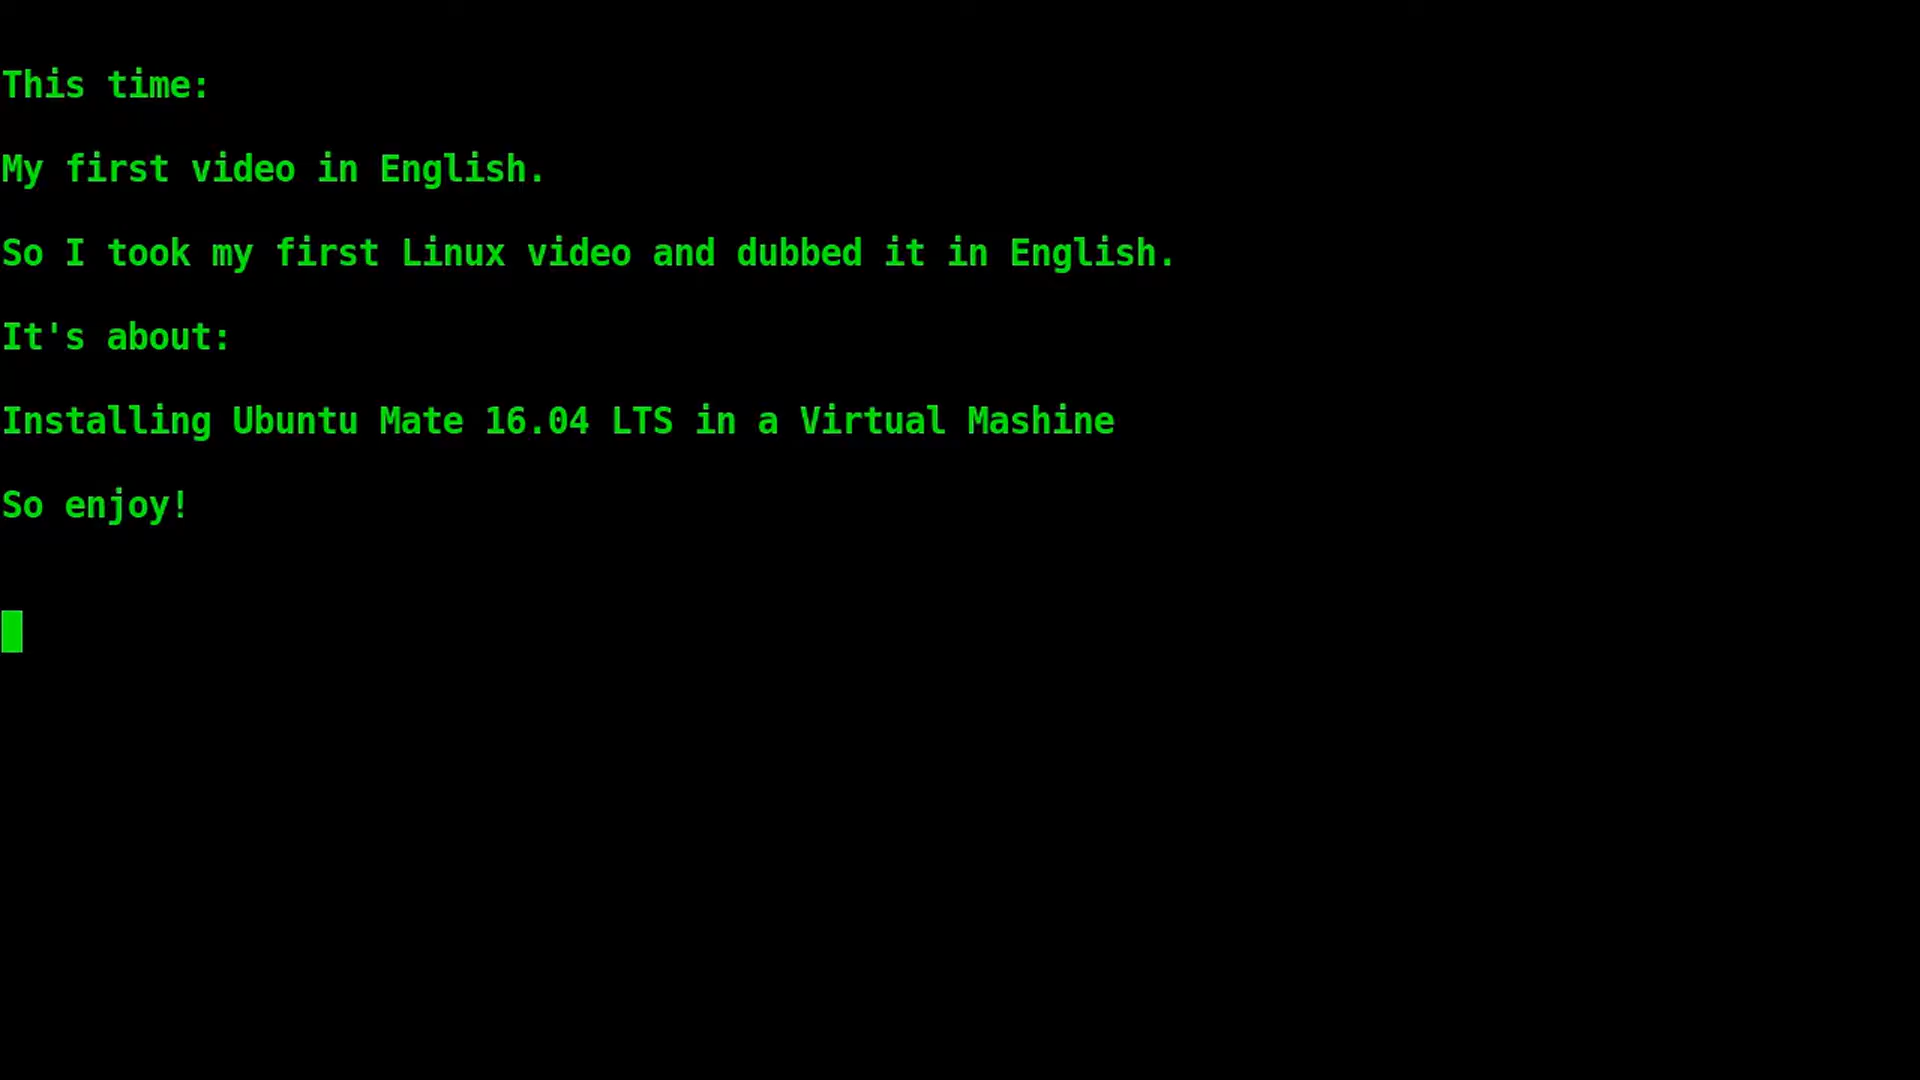 This time:
My first video in English.
So I took my first Linux video and dubbed it in English.
It's about:
Installing Ubuntu Mate 16.04 LTS in a Virtual Mashine
So enjoy!